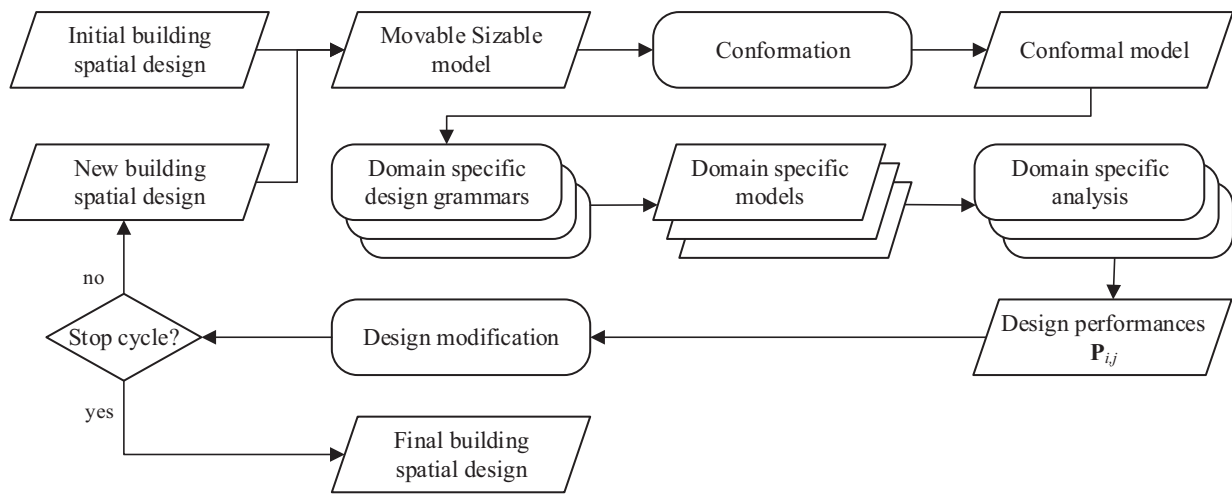 Initial building
spatial design
Movable Sizable
model
Conformation
Conformal model
New building
spatial design
Domain specific
design grammars
Domain specific
models
Domain specific
analysis
no
Stop cycle?
Design modification
Design performances
P_{i,j}
yes
Final building
spatial design